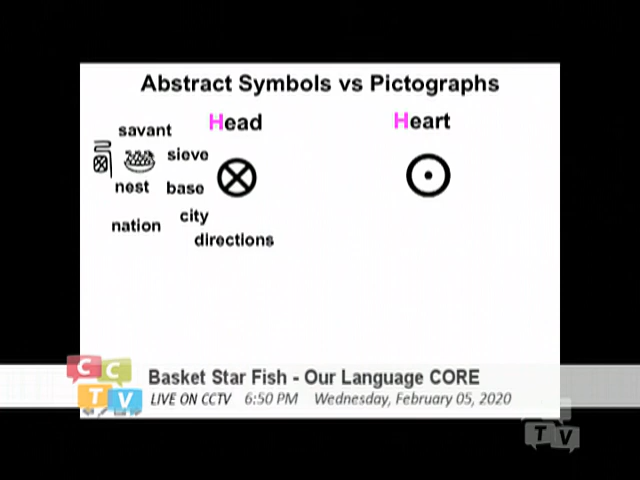 Abstract Symbols vs Pictographs
Head
Heart
savant
sieve
nest base
city
nation
directions
CCTV
Basket Star Fish - Our Language CORE
LIVE ON CCTV 6:50 PM Wednesday, February 05, 2020
TV